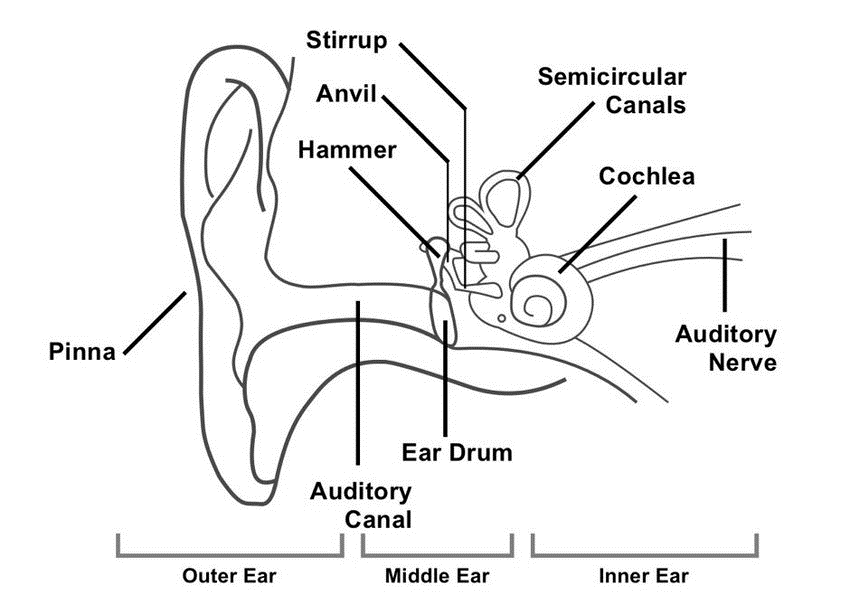 Stirrup
Anvil
Hammer
Semicircular
Canals
Cochlea
Pinna
Auditory
Nerve
Ear Drum
Auditory
Canal
Outer Ear
Middle Ear
Inner Ear